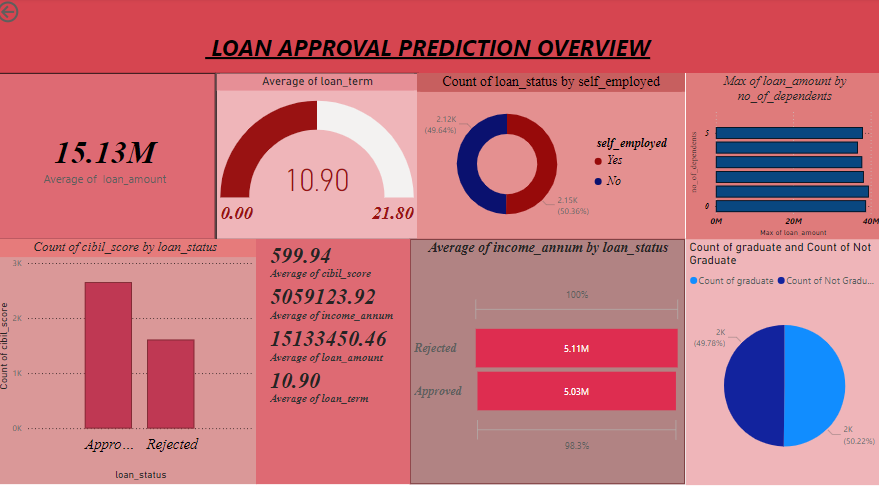 LOAN APPROVAL PREDICTION OVERVIEW
15.13M
Average of loan_amount
Average of loan_term
10.90
0.00
21.80
Count of loan_status by self_employed
2.12K
(49.64%)
2.15K
(50.36%)
self_employed
Yes
No
Max of loan_amount by
no_of_dependents
no_of_dependents
5
0
0M
20M
40M
Max of loan_amount
Count of cibil_score by loan_status
Count of cibil_score
3K
2K
1K
0K
Appro...
Rejected
loan_status
599.94
Average of cibil_score
5059123.92
Average of income_annum
15133450.46
Average of loan_amount
10.90
Average of loan_term
Average of income_annum by loan_status
100%
Rejected
5.11M
Approved
5.03M
98.3%
Count of graduate and Count of Not
Graduate
Count of graduate
Count of Not Gradu...
2K
(49.78%)
2K
(50.22%)